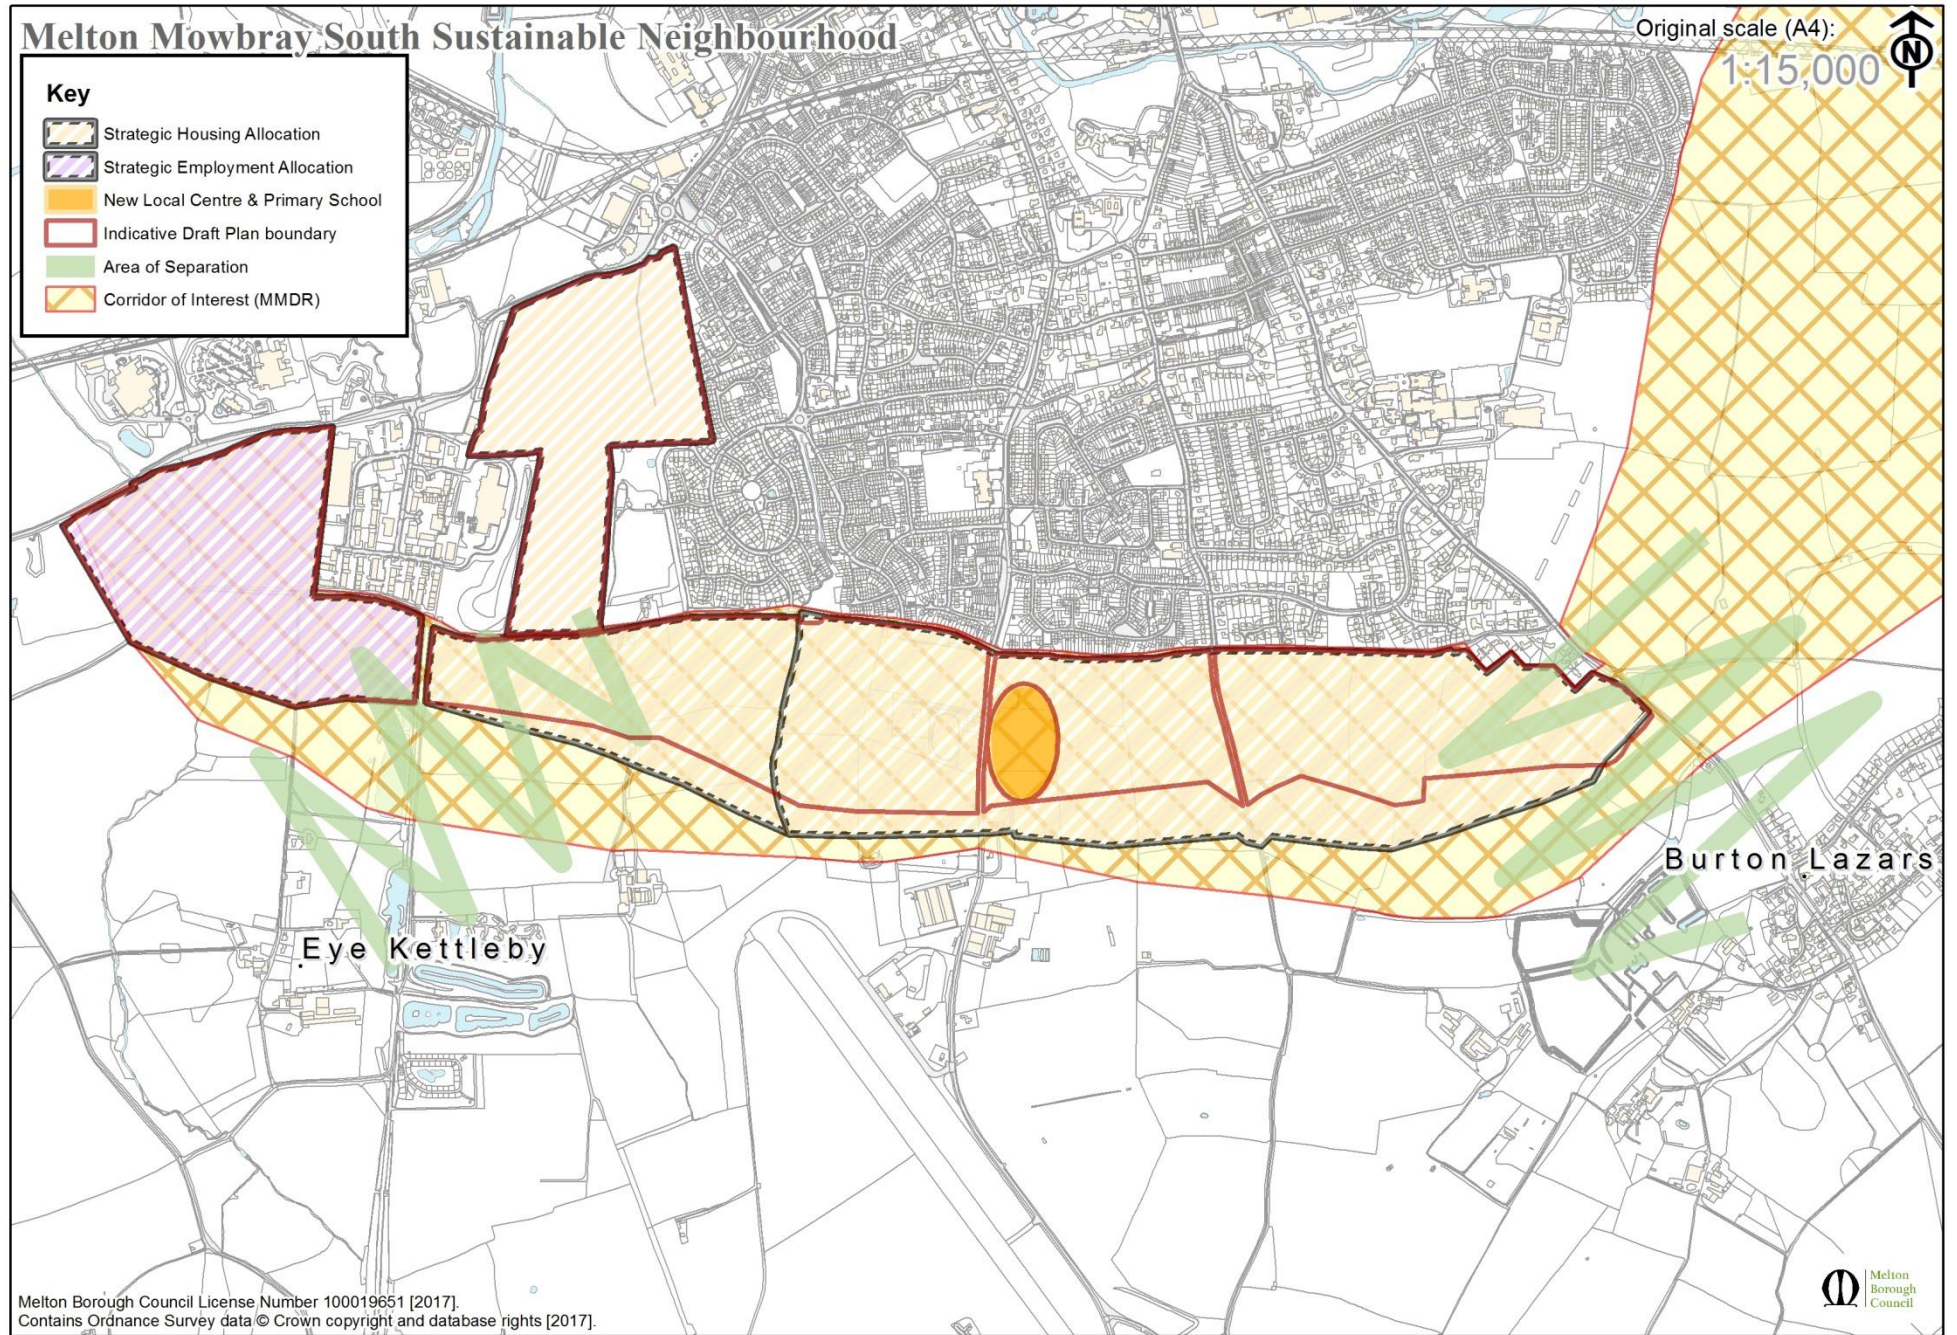 Melton Mowbray South Sustainable Neighbourhood
Original scale (A4):
1:15,000
N
Key
Strategic Housing Allocation
Strategic Employment Allocation
New Local Centre & Primary School
Indicative Draft Plan boundary
Area of Separation
Corridor of Interest (MMDR)
Burton Lazars
Eye Kettleby
Melton Borough Council License Number 100019651 [2017].
Contains Ordnance Survey data © Crown copyright and database rights [2017].
Melton
Borough
Council